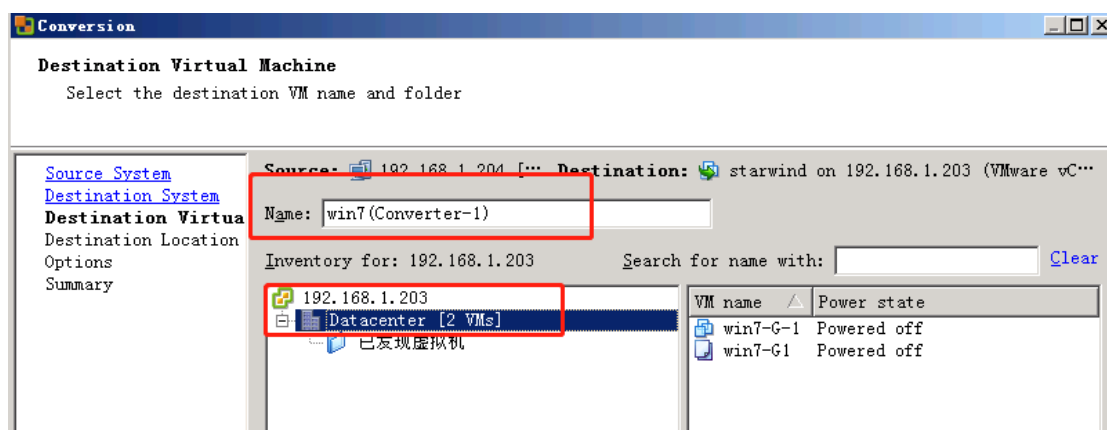 Conversion
Destination Virtual Machine
Select the destination VM name and folder
Source System
Destination System
Destination Virtua
Destination Location
Options
Summary
Source: 192.168.1.204 [… Destination: starwind on 192.168.1.203 (VMware vC…
Name: win7(Converter-1)
Inventory for: 192.168.1.203 Search for name with: Clear
192.168.1.203
Datacenter [2 VMs]
已发现虚拟机
VM name Power state
win7-G-1 Powered off
win7-G1 Powered off